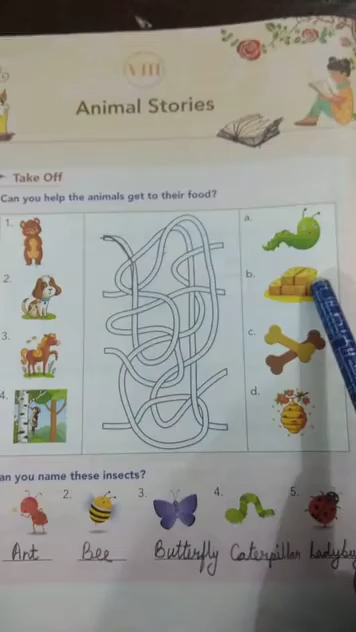 VIII
Animal Stories
Take Off
Can you help the animals get to their food?
1.
a.
2.
b.
3.
c.
4.
d.
an you name these insects?
2.
3.
4.
5.
Ant Bee Butterfly Caterpillar Ladyby